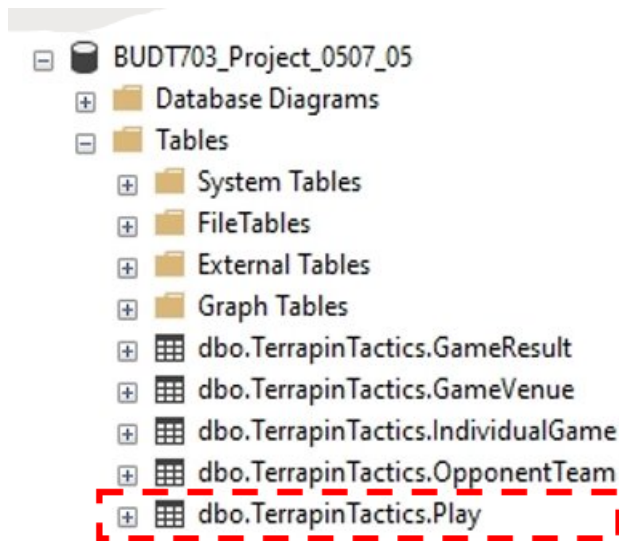 BUDT703_Project_0507_05
Database Diagrams
Tables
System Tables
FileTables
External Tables
Graph Tables
dbo.TerrapinTactics.GameResult
dbo.TerrapinTactics.GameVenue
dbo.TerrapinTactics.IndividualGame
dbo.TerrapinTactics.OpponentTeam
dbo.TerrapinTactics.Play